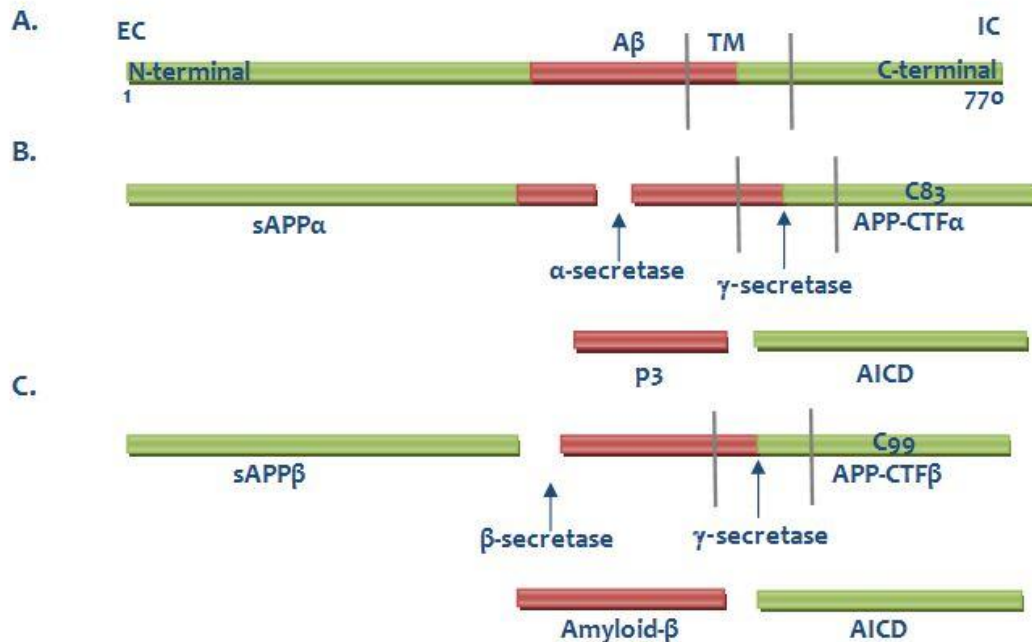 A.
EC
Aβ
TM
IC
N-terminal
C-terminal
1
770
B.
C83
sAPPα
APP-CTFα
α-secretase
γ-secretase
p3
AICD
C.
C99
sAPPβ
APP-CTFβ
β-secretase
γ-secretase
Amyloid-β
AICD